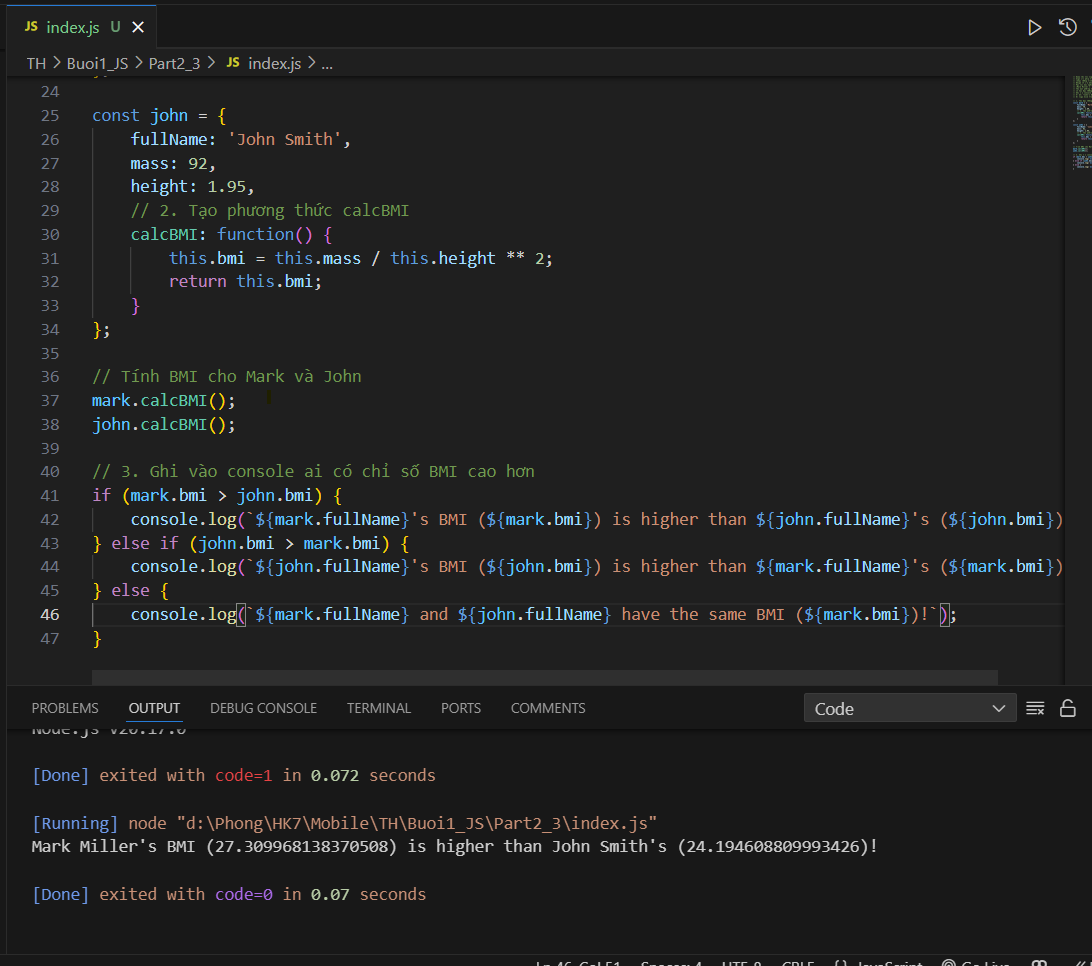 JS index.js U
TH > Buoi1_JS > Part2_3 > JS index.js > ...
24
25 const john = {
26 fullName: 'John Smith',
27 mass: 92,
28 height: 1.95,
29 // 2. Tạo phương thức calcBMI
30 calcBMI: function() {
31 this.bmi = this.mass / this.height ** 2;
32 return this.bmi;
33 }
34 };
35
36 // Tính BMI cho Mark và John
37 mark.calcBMI();
38 john.calcBMI();
39
40 // 3. Ghi vào console ai có chỉ số BMI cao hơn
41 if (mark.bmi > john.bmi) {
42 console.log(`${mark.fullName}'s BMI (${mark.bmi}) is higher than ${john.fullName}'s (${john.bmi})
43 } else if (john.bmi > mark.bmi) {
44 console.log(`${john.fullName}'s BMI (${john.bmi}) is higher than ${mark.fullName}'s (${mark.bmi})
45 } else {
46 console.log(`${mark.fullName} and ${john.fullName} have the same BMI (${mark.bmi})!`);
47 }
PROBLEMS OUTPUT DEBUG CONSOLE TERMINAL PORTS COMMENTS Code
Node.js v20.17.0
[Done] exited with code=1 in 0.072 seconds
[Running] node "d:\Phong\HK7\Mobile\TH\Buoi1_JS\Part2_3\index.js"
Mark Miller's BMI (27.309968138370508) is higher than John Smith's (24.194608809993426)!
[Done] exited with code=0 in 0.07 seconds
Ln 46, Col 51 Spaces: 4 UTF-8 CRLF {} JavaScript Go Live